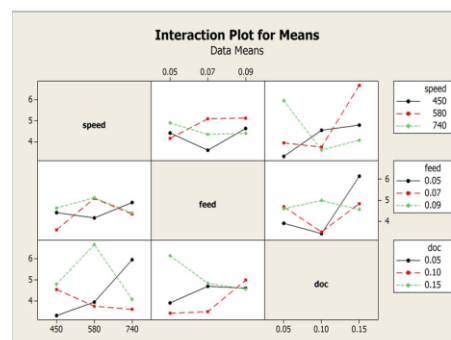 Interaction Plot for Means
Data Means
0.05 0.07 0.09
speed
6
4
speed
450
580
740
feed
6
5
4
feed
0.05
0.07
0.09
doc
6
4
doc
0.05
0.10
0.15
450 580 740
0.05 0.10 0.15